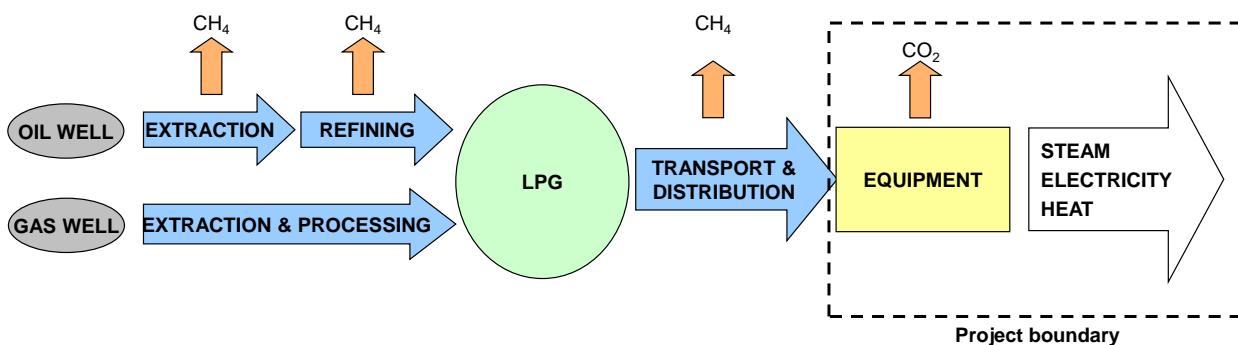 CH4
CH4
CH4
CO2
OIL WELL
EXTRACTION
REFINING
LPG
TRANSPORT &
DISTRIBUTION
EQUIPMENT
STEAM
ELECTRICITY
HEAT
GAS WELL
EXTRACTION & PROCESSING
Project boundary